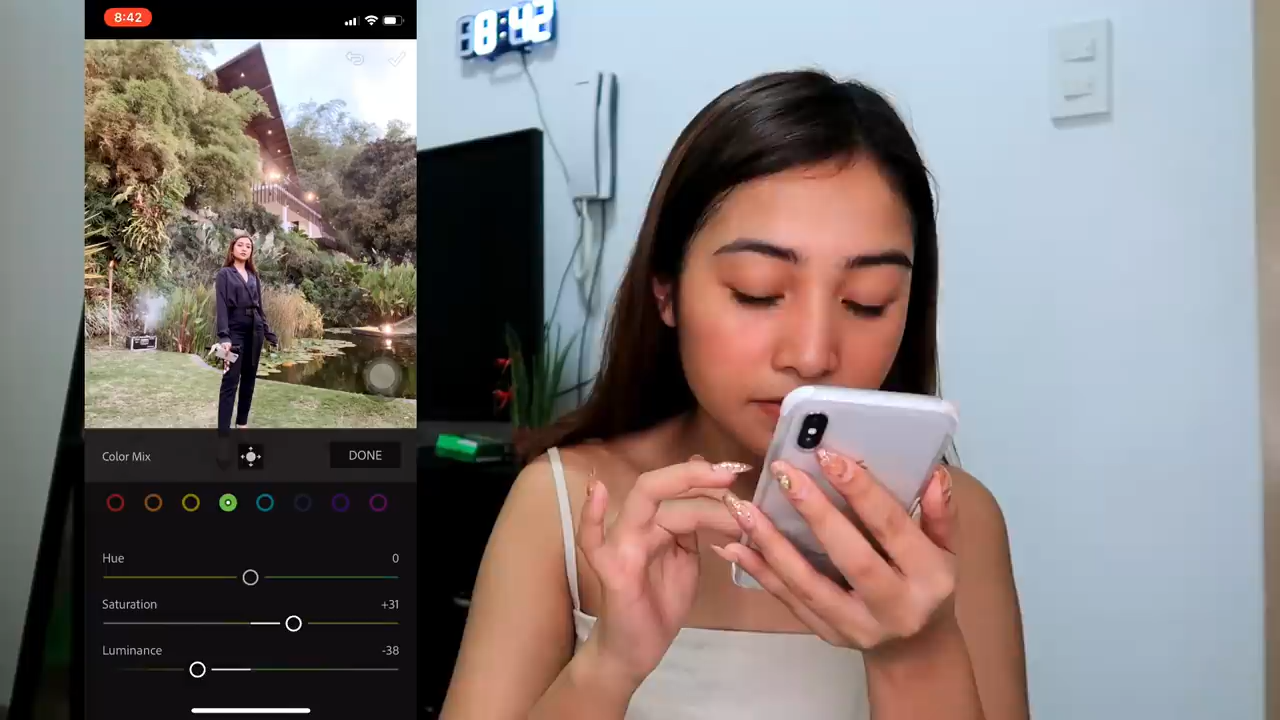 8:42
8:42
Color Mix
DONE
Hue 0
Saturation +31
Luminance -38